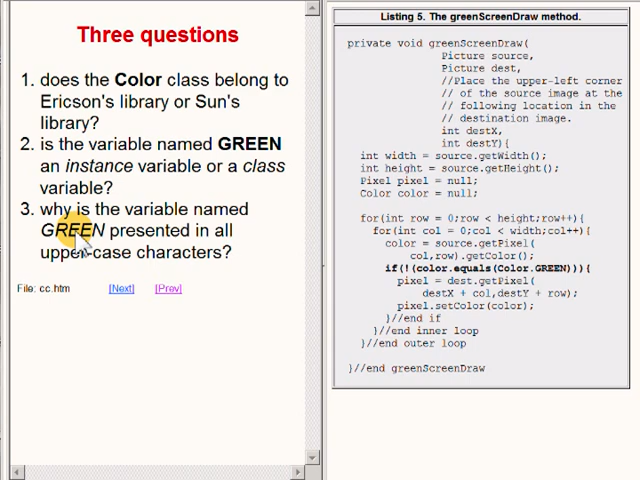 Three questions
1. does the Color class belong to
Ericson's library or Sun's
library?
2. is the variable named GREEN
an instance variable or a class
variable?
3. why is the variable named
GREEN presented in all
upper-case characters?
File: cc.htm [Next] [Prev]
Listing 5. The greenScreenDraw method.
private void greenScreenDraw(
Picture source,
Picture dest,
//Place the upper-left corner
// of the source image at the
// following location in the
// destination image.
int destX,
int destY){
int width = source.getWidth();
int height = source.getHeight();
Pixel pixel = null;
Color color = null;
for(int row = 0;row < height;row++){
for(int col = 0;col < width;col++){
color = source.getPixel(
col,row).getColor();
if(!(color.equals(Color.GREEN))){
pixel = dest.getPixel(
destX + col,destY + row);
pixel.setColor(color);
}//end if
}//end inner loop
}//end outer loop
}//end greenScreenDraw